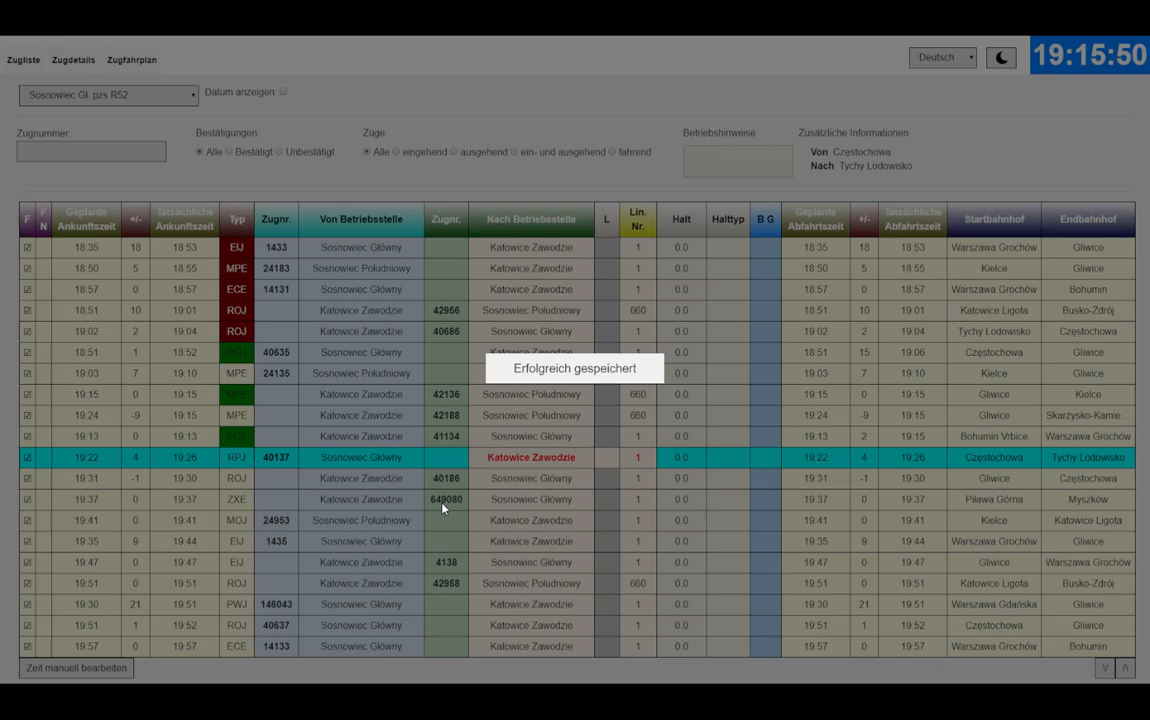 Zugliste Zugdetails Zugfahrplan Deutsch 19:15:50
Sosnowiec Gł. pzs R52 Datum anzeigen:
Zugnummer: Bestätigungen: Züge: Betriebshinweise Zusätzliche Informationen
Alle Bestätigt Unbestätigt Alle eingehend ausgehend ein- und ausgehend fahrend Von Częstochowa
Nach Tychy Lodowisko
F F N Geplante Ankunftszeit +/- Tatsächliche Ankunftszeit Typ Zugnr. Von Betriebsstelle Zugnr. Nach Betriebsstelle L Lin. Nr. Halt Halttyp B G Geplante Abfahrtszeit +/- Tatsächliche Abfahrtszeit Startbahnhof Endbahnhof
18:35 18 18:53 EIJ 1433 Sosnowiec Główny Katowice Zawodzie 1 0.0 18:35 18 18:53 Warszawa Grochów Gliwice
18:50 5 18:55 MPE 24183 Sosnowiec Południowy Katowice Zawodzie 1 0.0 18:50 5 18:55 Kielce Gliwice
18:57 0 18:57 ECE 14131 Sosnowiec Główny Katowice Zawodzie 1 0.0 18:57 0 18:57 Warszawa Grochów Bohumin
18:51 10 19:01 ROJ Katowice Zawodzie 42956 Sosnowiec Południowy 660 0.0 18:51 10 19:01 Katowice Ligota Busko-Zdrój
19:02 2 19:04 ROJ Katowice Zawodzie 40686 Sosnowiec Główny 1 0.0 19:02 2 19:04 Tychy Lodowisko Częstochowa
18:51 1 18:52 ROJ 40635 Sosnowiec Główny Katowice Zawodzie 1 0.0 18:51 15 19:06 Częstochowa Gliwice
Erfolgreich gespeichert
19:03 7 19:10 MPE 24135 Sosnowiec Południowy Katowice Zawodzie 1 0.0 19:03 7 19:10 Kielce Gliwice
19:15 0 19:15 MPE Katowice Zawodzie 42136 Sosnowiec Południowy 660 0.0 19:15 0 19:15 Gliwice Kielce
19:24 -9 19:15 MPE Katowice Zawodzie 42188 Sosnowiec Południowy 660 0.0 19:24 -9 19:15 Gliwice Skarżysko-Kamie...
19:13 0 19:13 ECE Katowice Zawodzie 41134 Sosnowiec Główny 1 0.0 19:13 2 19:15 Bohumin Vrbice Warszawa Grochów
19:22 4 19:26 RPJ 40137 Sosnowiec Główny Katowice Zawodzie 1 0.0 19:22 4 19:26 Częstochowa Tychy Lodowisko
19:31 -1 19:30 ROJ Katowice Zawodzie 40186 Sosnowiec Główny 1 0.0 19:31 -1 19:30 Gliwice Częstochowa
19:37 0 19:37 ZXE Katowice Zawodzie 649080 Sosnowiec Główny 1 0.0 19:37 0 19:37 Piława Górna Myszków
19:41 0 19:41 MOJ 24953 Sosnowiec Południowy Katowice Zawodzie 1 0.0 19:41 0 19:41 Kielce Katowice Ligota
19:35 9 19:44 EIJ 1435 Sosnowiec Główny Katowice Zawodzie 1 0.0 19:35 9 19:44 Warszawa Grochów Gliwice
19:47 0 19:47 EIJ Katowice Zawodzie 4138 Sosnowiec Główny 1 0.0 19:47 0 19:47 Gliwice Warszawa Grochów
19:51 0 19:51 ROJ Katowice Zawodzie 42958 Sosnowiec Południowy 660 0.0 19:51 0 19:51 Katowice Ligota Busko-Zdrój
19:30 21 19:51 PWJ 146043 Sosnowiec Główny Katowice Zawodzie 1 0.0 19:30 21 19:51 Warszawa Gdańska Gliwice
19:51 1 19:52 ROJ 40637 Sosnowiec Główny Katowice Zawodzie 1 0.0 19:51 1 19:52 Częstochowa Gliwice
19:57 0 19:57 ECE 14133 Sosnowiec Główny Katowice Zawodzie 1 0.0 19:57 0 19:57 Warszawa Grochów Bohumin
Zeit manuell bearbeiten